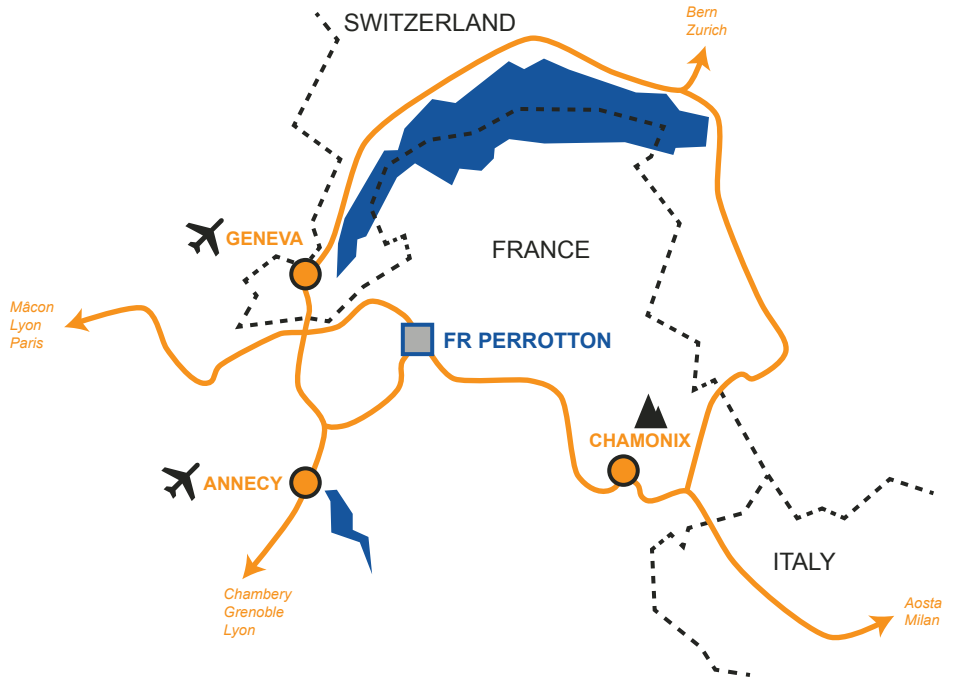 Bern
Zurich
SWITZERLAND
GENEVA
FRANCE
Mâcon
Lyon
Paris
FR PERROTTON
CHAMONIX
ANNECY
ITALY
Chambery
Grenoble
Lyon
Aosta
Milan